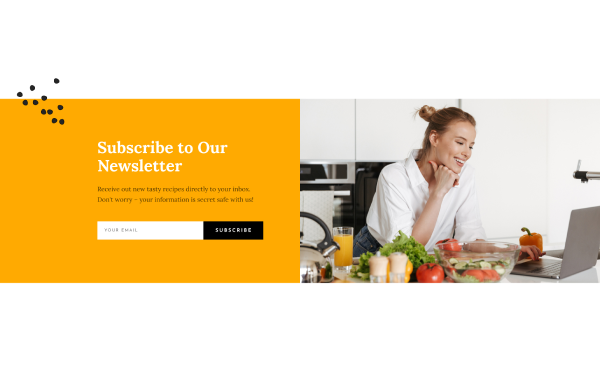 Subscribe to Our
Newsletter
Receive out new tasty recipes directly to your inbox.
Don't worry – your information is secret safe with us!
YOUR EMAIL
SUBSCRIBE